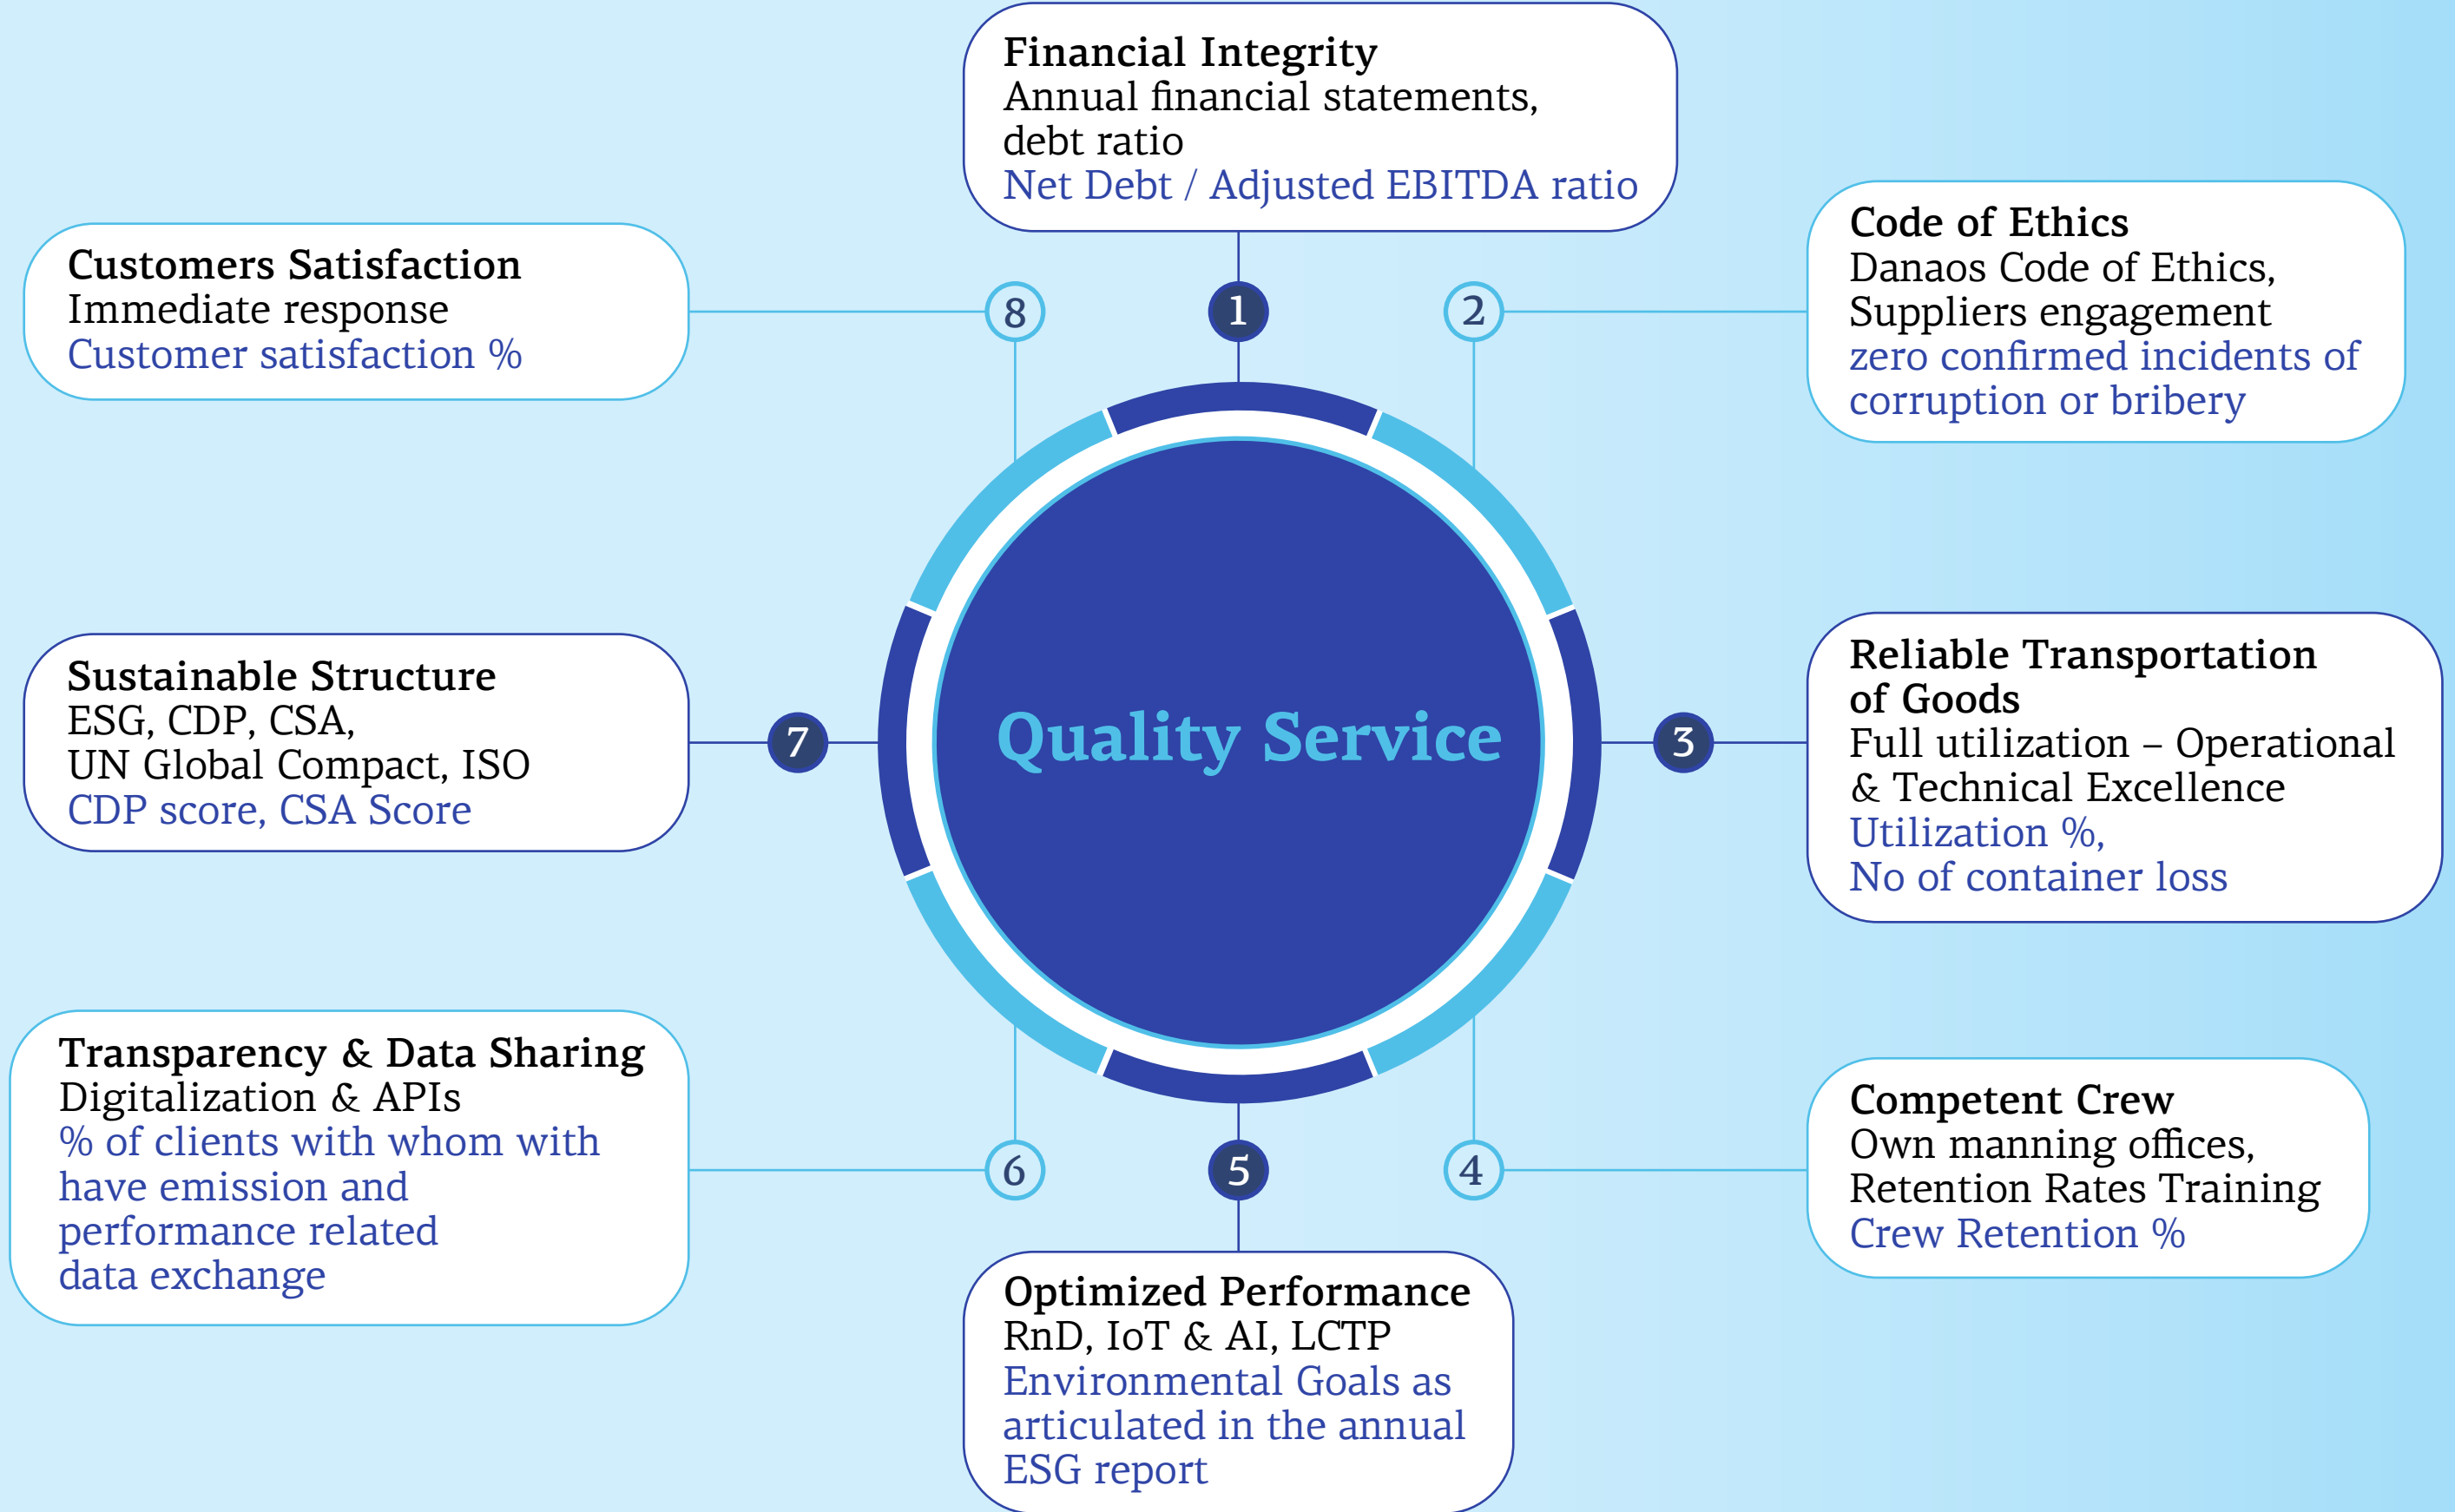 Financial Integrity
Annual financial statements,
debt ratio
Net Debt / Adjusted EBITDA ratio
1
Code of Ethics
Danaos Code of Ethics,
Suppliers engagement
zero confirmed incidents of
corruption or bribery
2
Reliable Transportation
of Goods
Full utilization – Operational
& Technical Excellence
Utilization %,
No of container loss
3
Competent Crew
Own manning offices,
Retention Rates Training
Crew Retention %
4
Optimized Performance
RnD, IoT & AI, LCTP
Environmental Goals as
articulated in the annual
ESG report
5
Transparency & Data Sharing
Digitalization & APIs
% of clients with whom with
have emission and
performance related
data exchange
6
Sustainable Structure
ESG, CDP, CSA,
UN Global Compact, ISO
CDP score, CSA Score
7
Customers Satisfaction
Immediate response
Customer satisfaction %
8
Quality Service